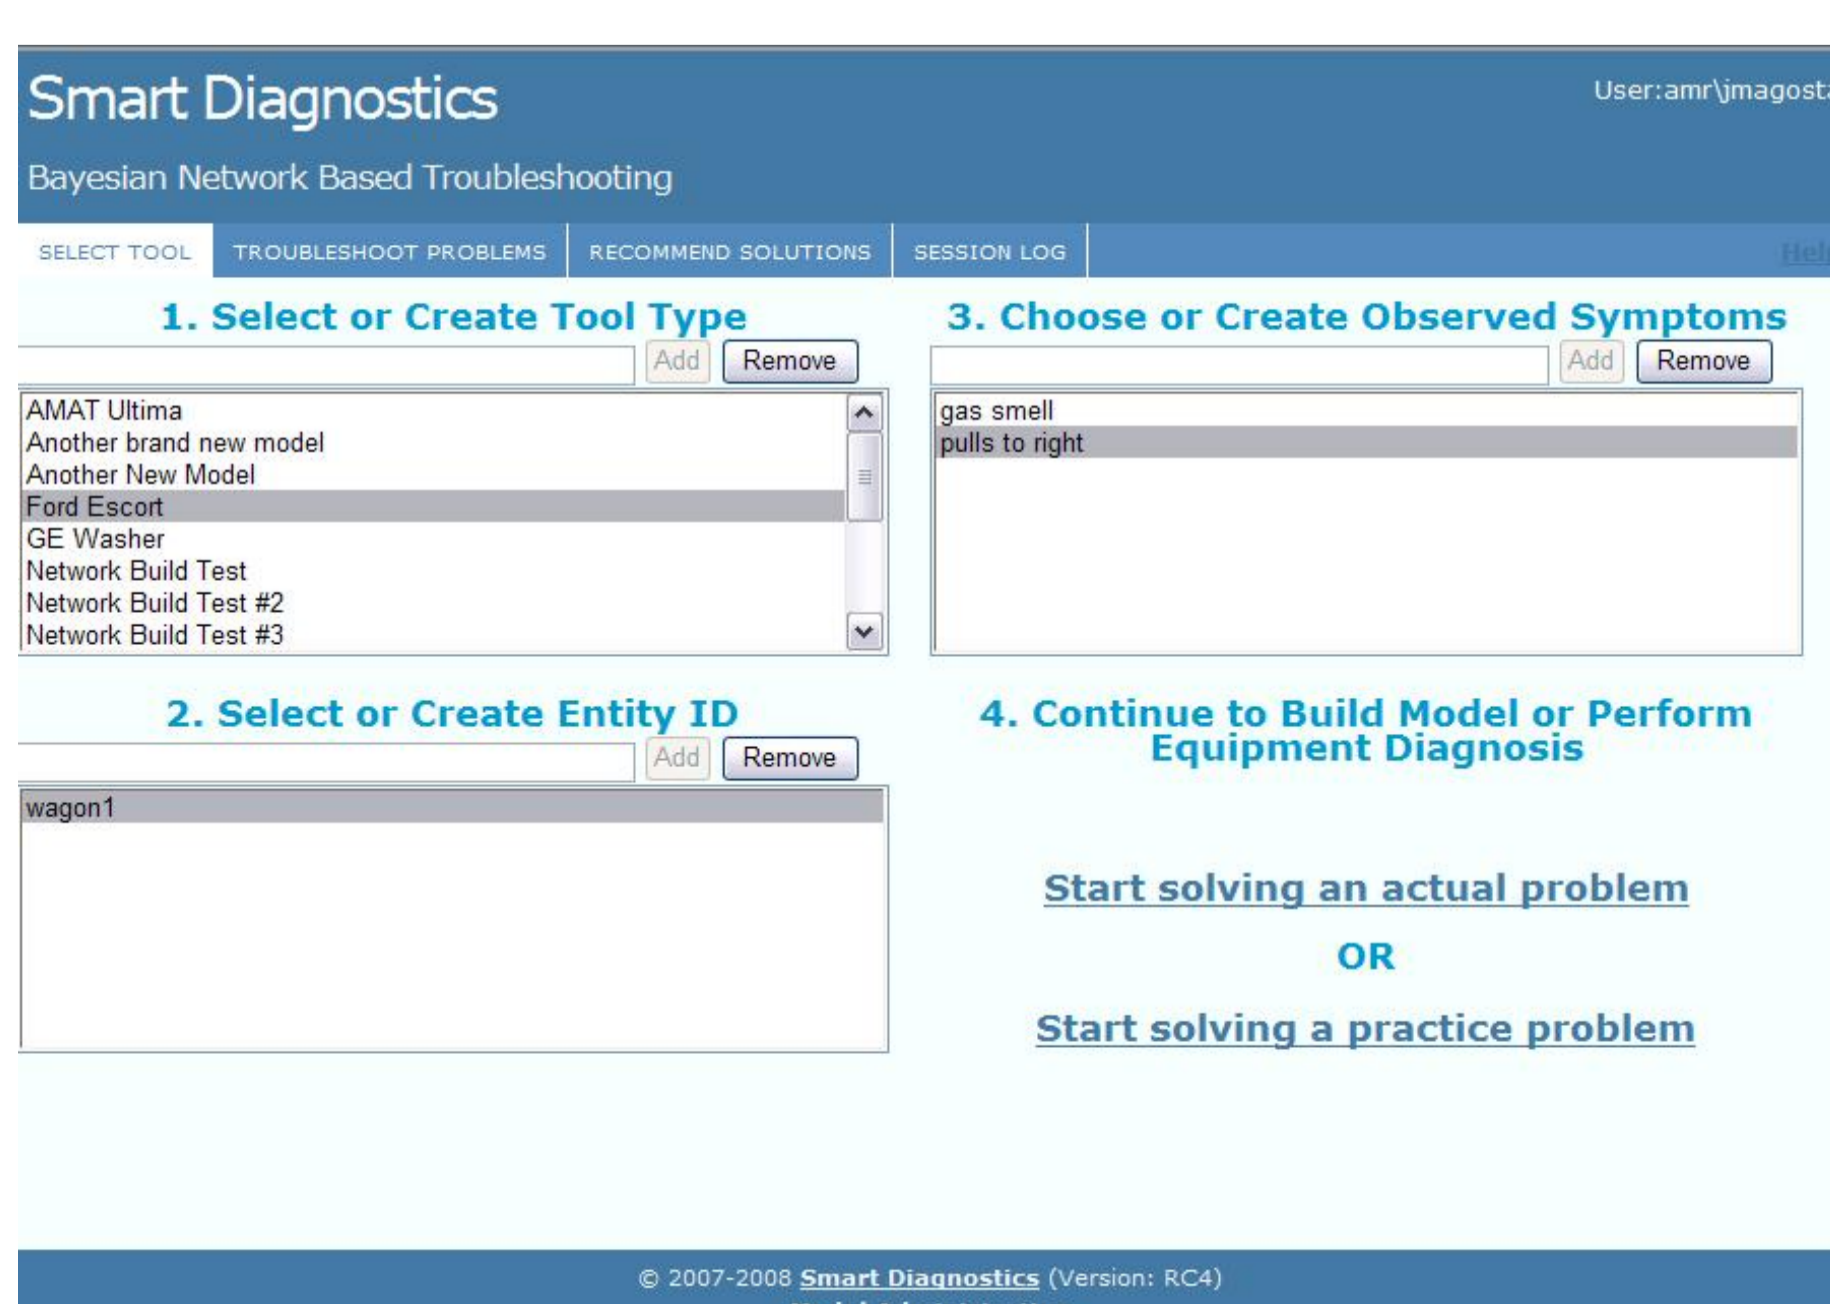 Smart Diagnostics
User:amr\jmagosta
Bayesian Network Based Troubleshooting
SELECT TOOL TROUBLESHOOT PROBLEMS RECOMMEND SOLUTIONS SESSION LOG
1. Select or Create Tool Type
Add Remove
AMAT Ultima
Another brand new model
Another New Model
Ford Escort
GE Washer
Network Build Test
Network Build Test #2
Network Build Test #3
2. Select or Create Entity ID
Add Remove
wagon1
3. Choose or Create Observed Symptoms
Add Remove
gas smell
pulls to right
4. Continue to Build Model or Perform
Equipment Diagnosis
Start solving an actual problem
OR
Start solving a practice problem
© 2007-2008 Smart Diagnostics (Version: RC4)